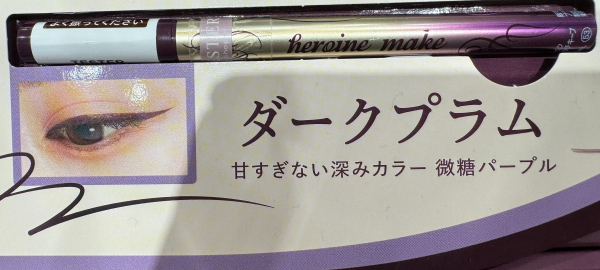 よく振ってください
heroine make
53
ダークプラム
甘すぎない深みカラー 微糖パープル